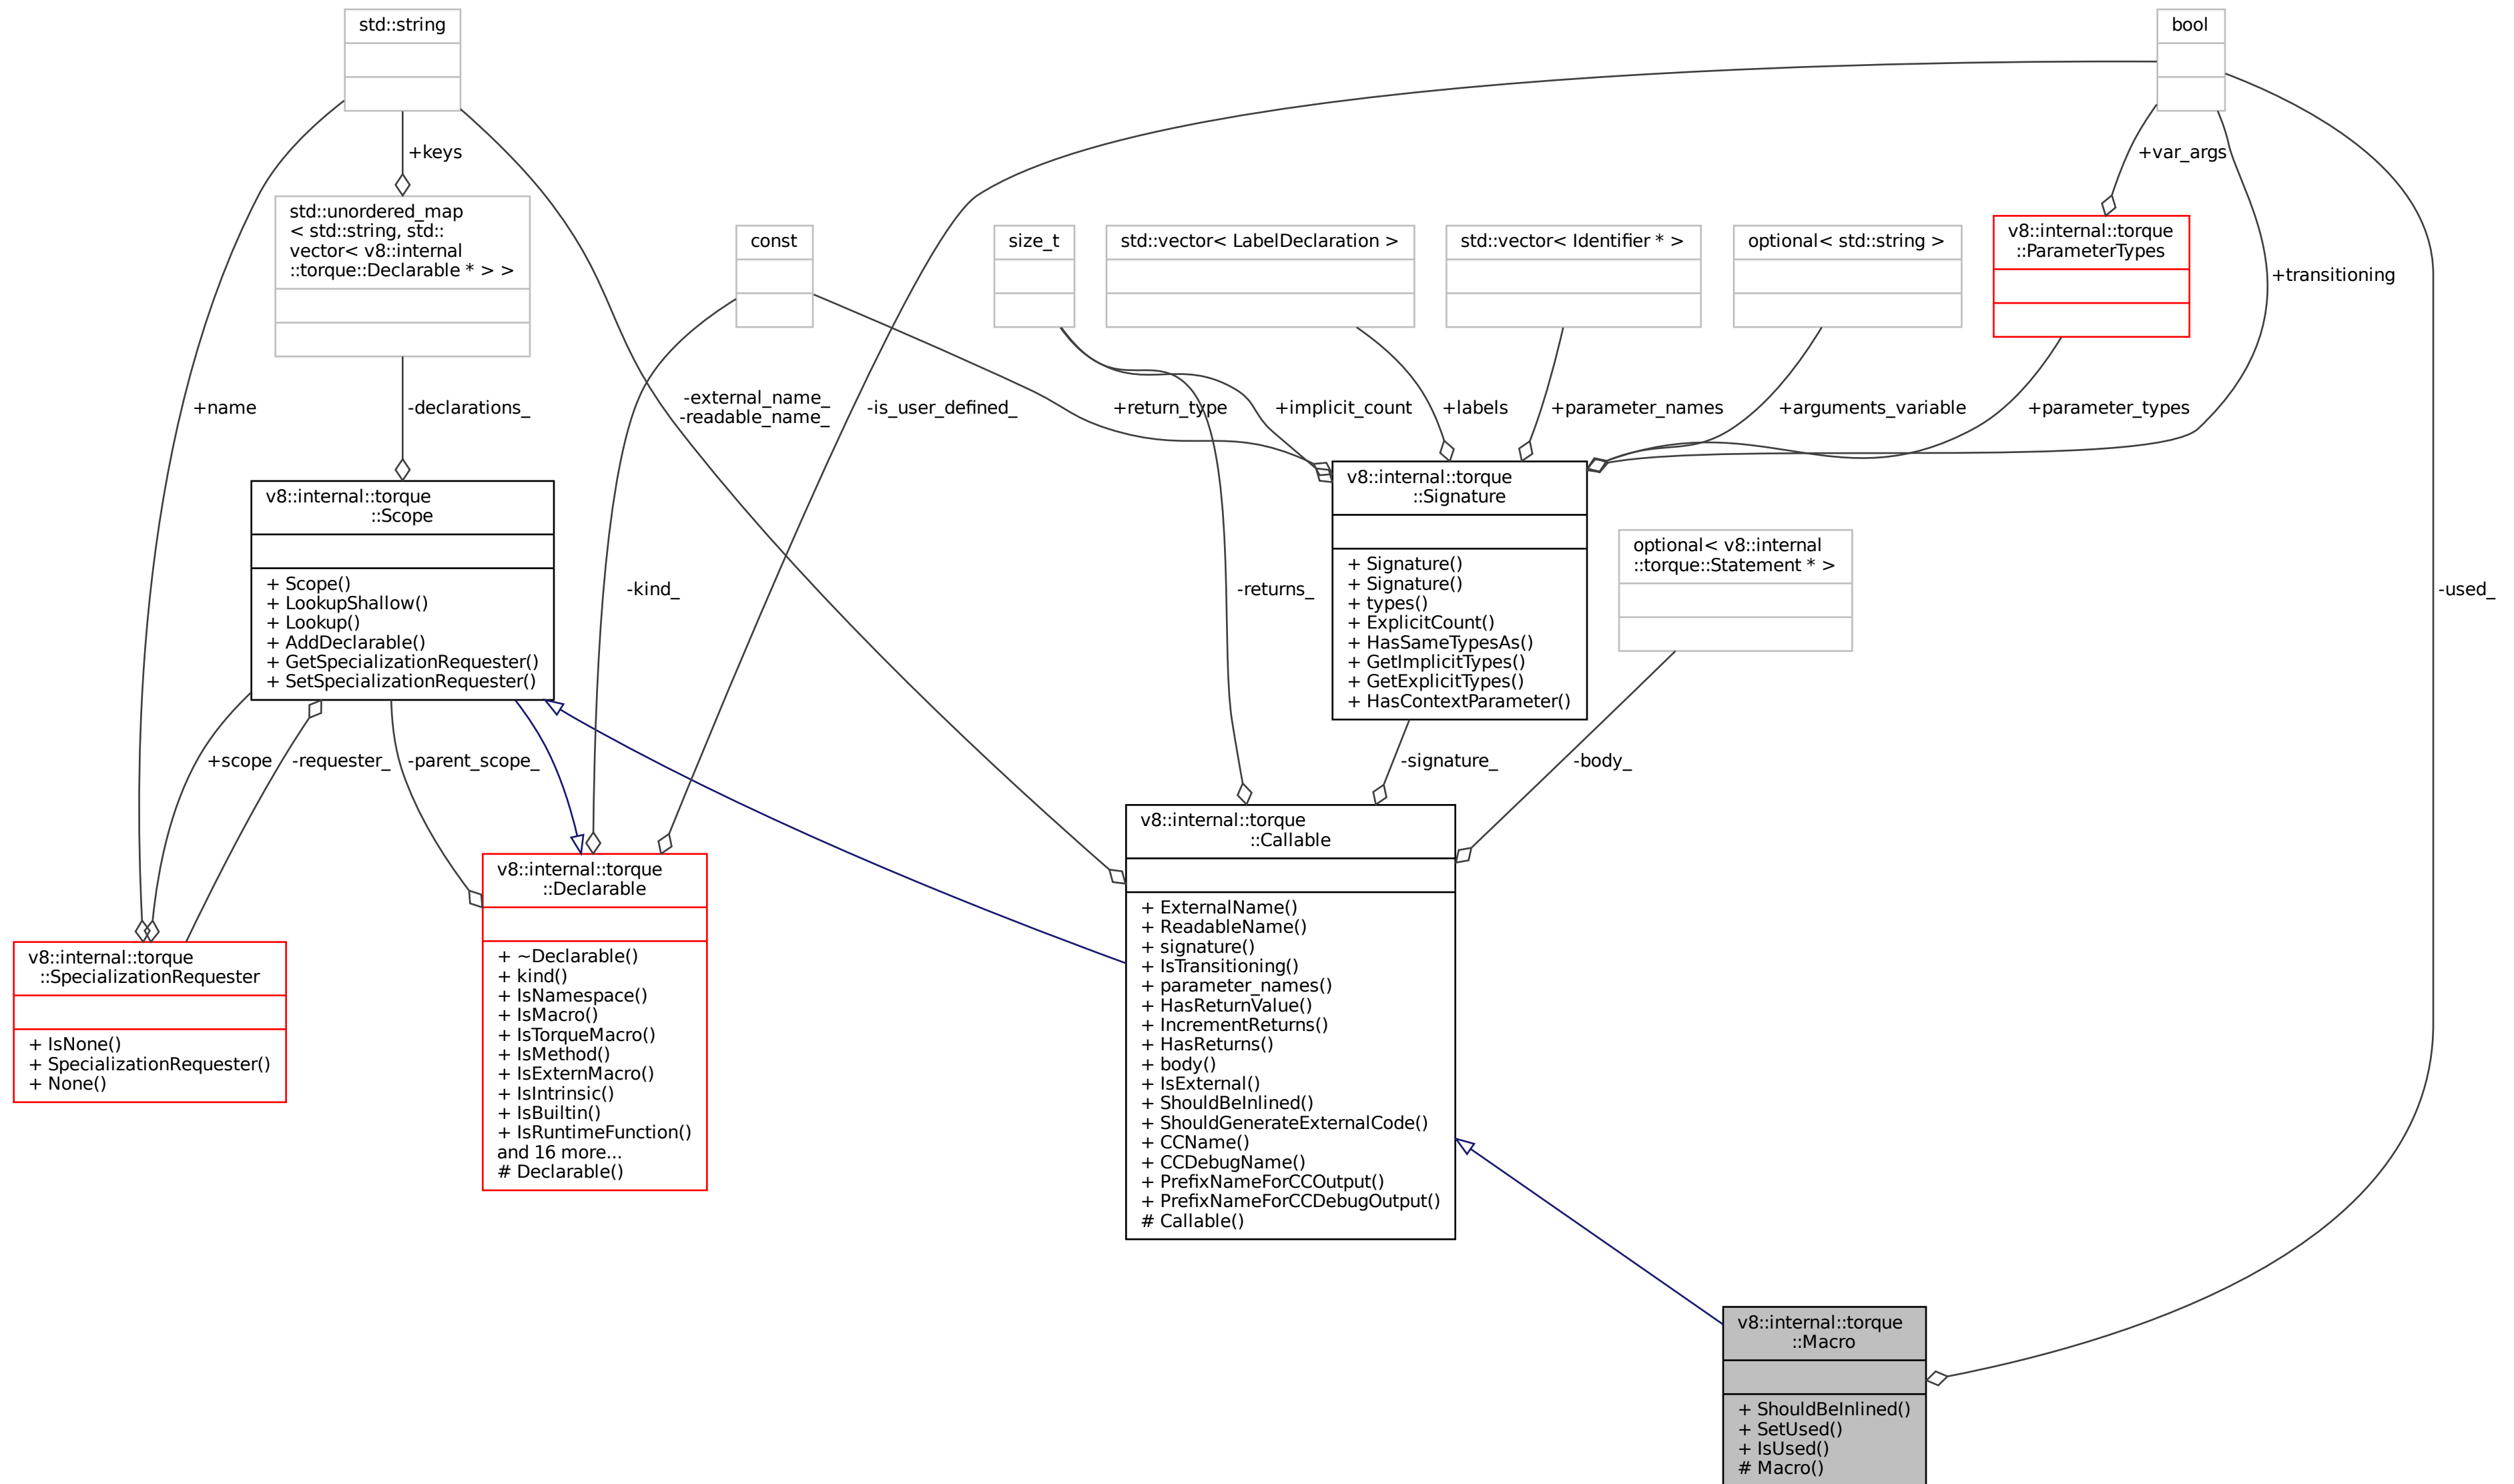 std::string
bool
+keys
+var_args
std::unordered_map
< std::string, std::
vector< v8::internal
::torque::Declarable * > >
const
size_t
std::vector< LabelDeclaration >
std::vector< Identifier * >
optional< std::string >
v8::internal::torque
::ParameterTypes
+transitioning
+name
-declarations_
-external_name_
-readable_name_
-is_user_defined_
+return_type
+implicit_count
+labels
+parameter_names
+arguments_variable
+parameter_types
v8::internal::torque
::Scope
+ Scope()
+ LookupShallow()
+ Lookup()
+ AddDeclarable()
+ GetSpecializationRequester()
+ SetSpecializationRequester()
-kind_
-returns_
v8::internal::torque
::Signature
+ Signature()
+ Signature()
+ types()
+ ExplicitCount()
+ HasSameTypesAs()
+ GetImplicitTypes()
+ GetExplicitTypes()
+ HasContextParameter()
optional< v8::internal
::torque::Statement * >
-used_
+scope
-requester_
-parent_scope_
-signature_
-body_
v8::internal::torque
::SpecializationRequester
+ IsNone()
+ SpecializationRequester()
+ None()
v8::internal::torque
::Declarable
+ ~Declarable()
+ kind()
+ IsNamespace()
+ IsMacro()
+ IsTorqueMacro()
+ IsMethod()
+ IsExternMacro()
+ IsIntrinsic()
+ IsBuiltin()
+ IsRuntimeFunction()
and 16 more...
# Declarable()
v8::internal::torque
::Callable
+ ExternalName()
+ ReadableName()
+ signature()
+ IsTransitioning()
+ parameter_names()
+ HasReturnValue()
+ IncrementReturns()
+ HasReturns()
+ body()
+ IsExternal()
+ ShouldBeInlined()
+ ShouldGenerateExternalCode()
+ CCName()
+ CCDebugName()
+ PrefixNameForCCOutput()
+ PrefixNameForCCDebugOutput()
# Callable()
v8::internal::torque
::Macro
+ ShouldBeInlined()
+ SetUsed()
+ IsUsed()
# Macro()